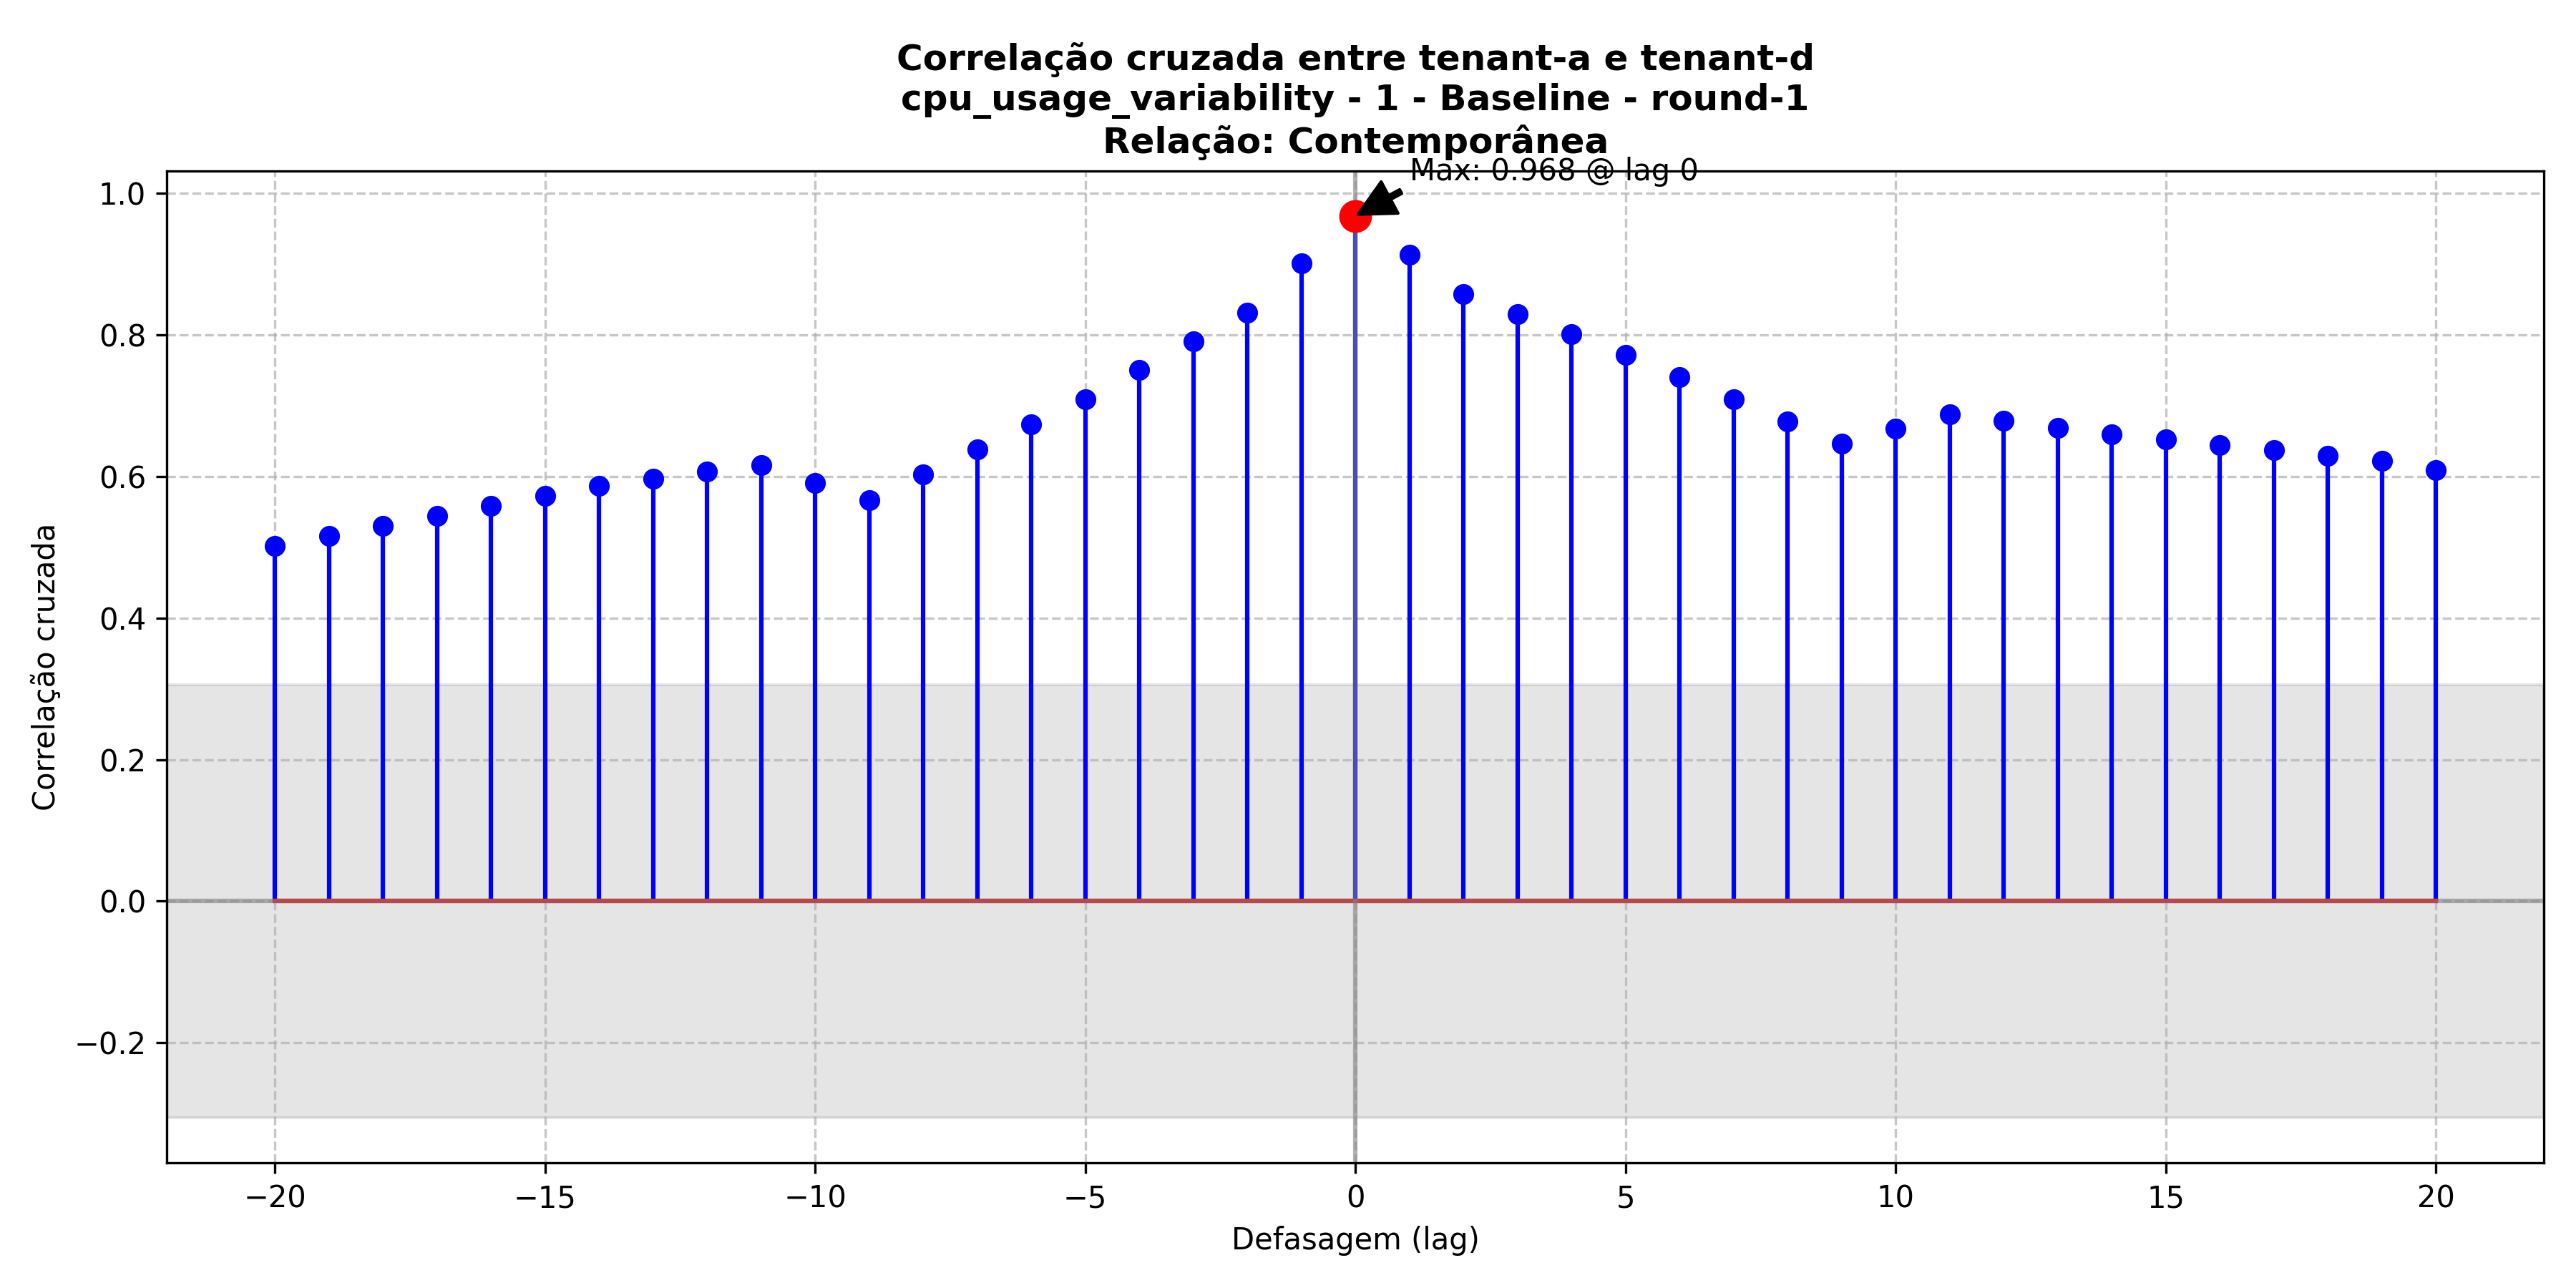 Correlação cruzada entre tenant-a e tenant-d
cpu_usage_variability - 1 - Baseline - round-1
Relação: Contemporânea
Max: 0.968 @ lag 0
1.0
0.8
0.6
0.4
0.2
0.0
−0.2
Correlação cruzada
−20
−15
−10
−5
0
5
10
15
20
Defasagem (lag)